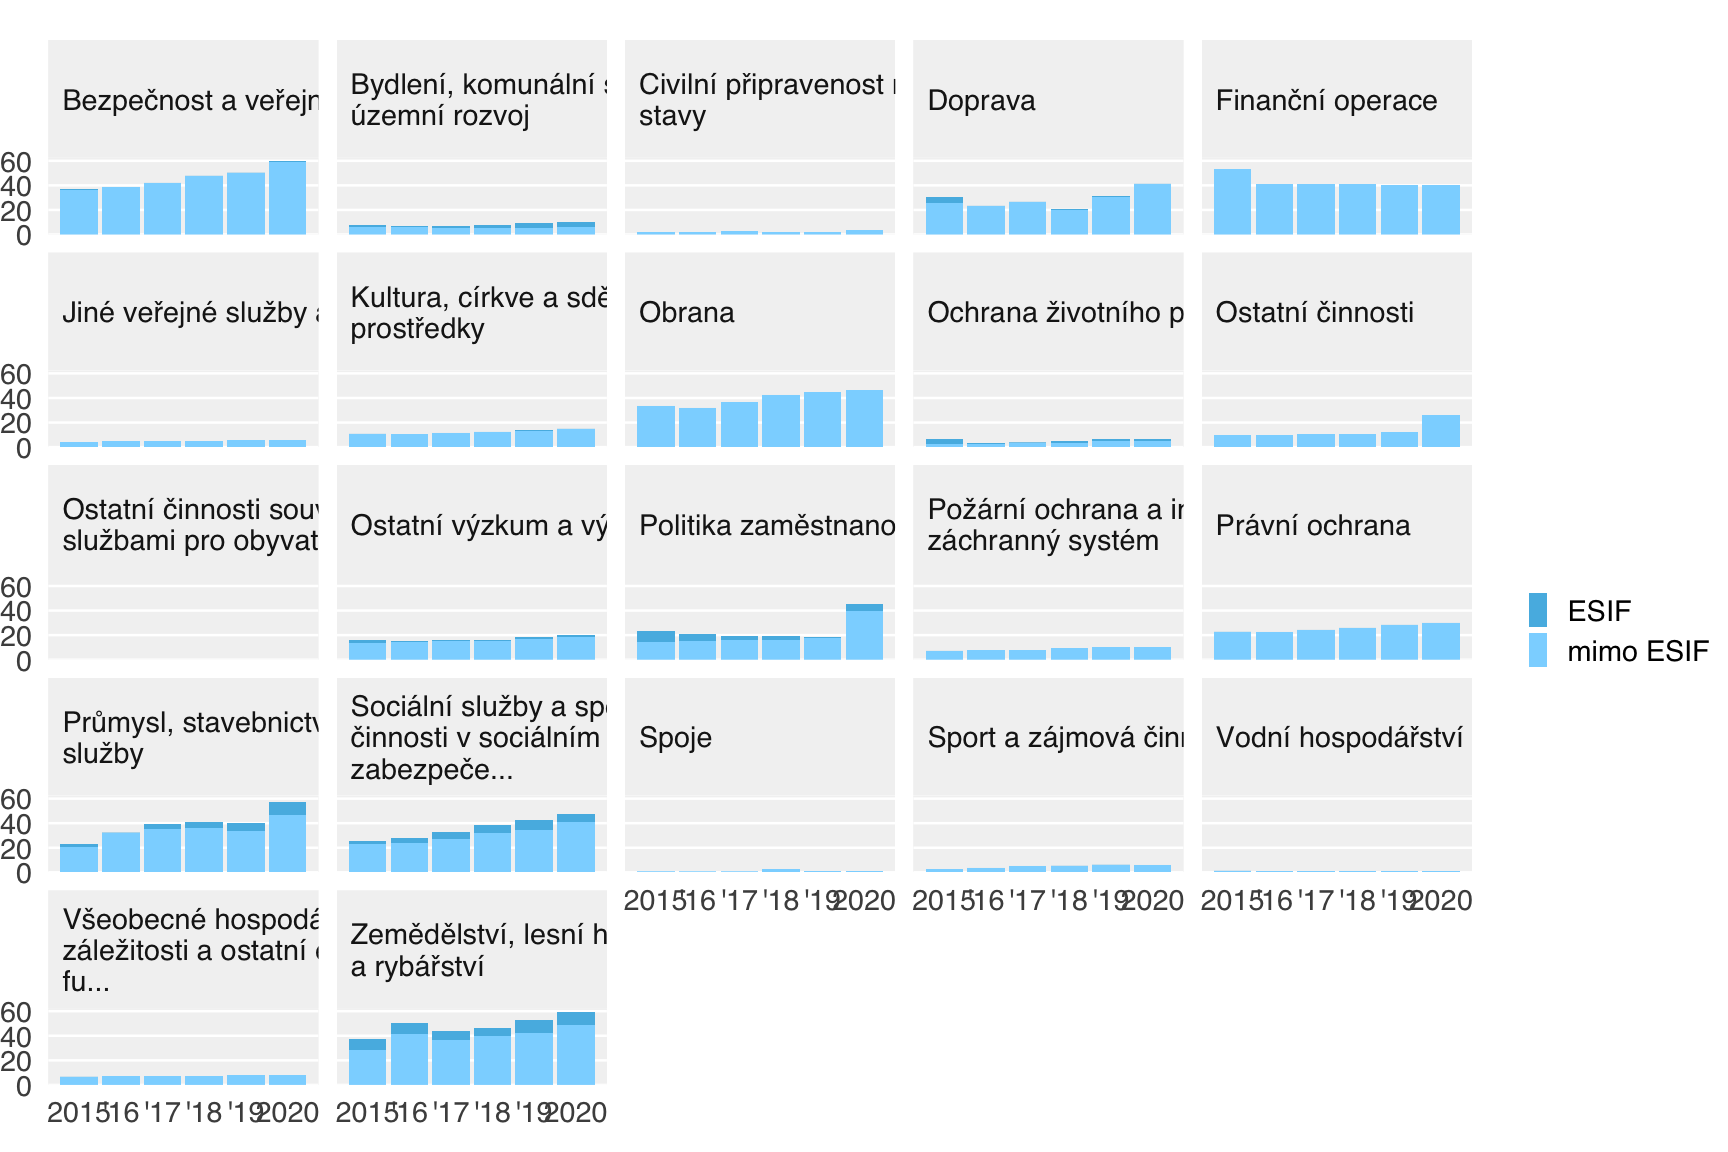 Bezpečnost a veřejn
Bydlení, komunální
územní rozvoj
Civilní připravenost
stavy
Doprava
Finanční operace
60
40
20
0
Jiné veřejné služby
Kultura, církve a sdě
prostředky
Obrana
Ochrana životního p
Ostatní činnosti
60
40
20
0
Ostatní činnosti souv
službami pro obyvat
Ostatní výzkum a vý
Politika zaměstnano
Požární ochrana a in
záchranný systém
Právní ochrana
60
40
20
0
ESIF
mimo ESIF
Průmysl, stavebnictv
služby
Sociální služby a spo
činnosti v sociálním
zabezpeče...
Spoje
Sport a zájmová činn
Vodní hospodářství
60
40
20
0
2015 '16 '17 '18 '19 2020
2015 '16 '17 '18 '19 2020
2015 '16 '17 '18 '19 2020
Všeobecné hospodá
záležitosti a ostatní
fu...
Zemědělství, lesní h
a rybářství
60
40
20
0
2015 '16 '17 '18 '19 2020
2015 '16 '17 '18 '19 2020